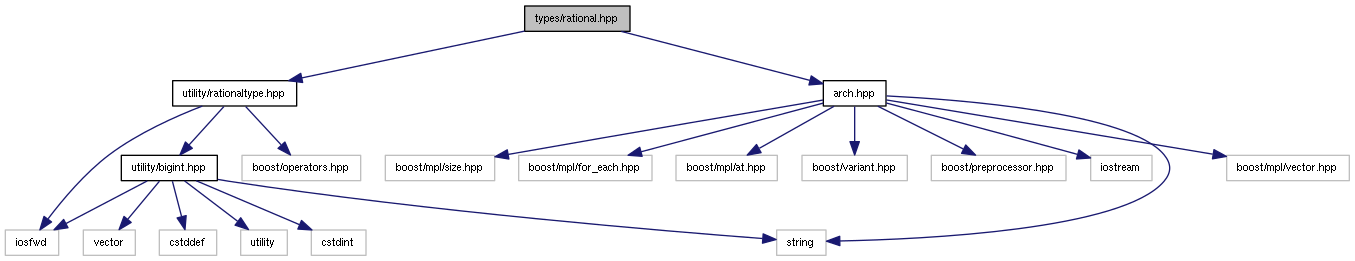 types/rational.hpp
utility/rationaltype.hpp
arch.hpp
utility/bigint.hpp
boost/operators.hpp
boost/mpl/size.hpp
boost/mpl/for_each.hpp
boost/mpl/at.hpp
boost/variant.hpp
boost/preprocessor.hpp
iostream
boost/mpl/vector.hpp
iosfwd
vector
cstddef
utility
cstdint
string